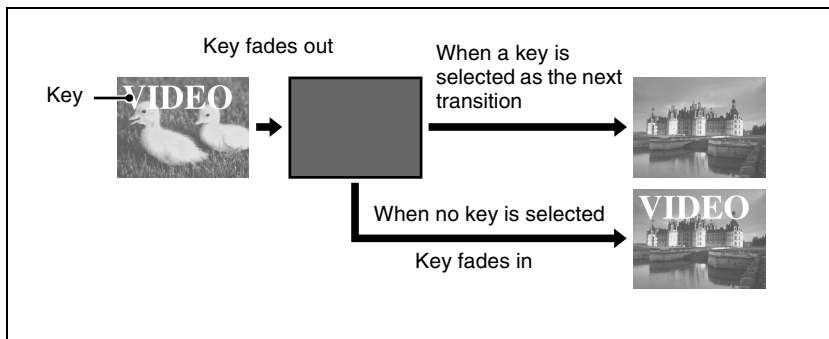 Key fades out
When a key is
selected as the next
transition
Key
VIDEO
When no key is selected
VIDEO
Key fades in